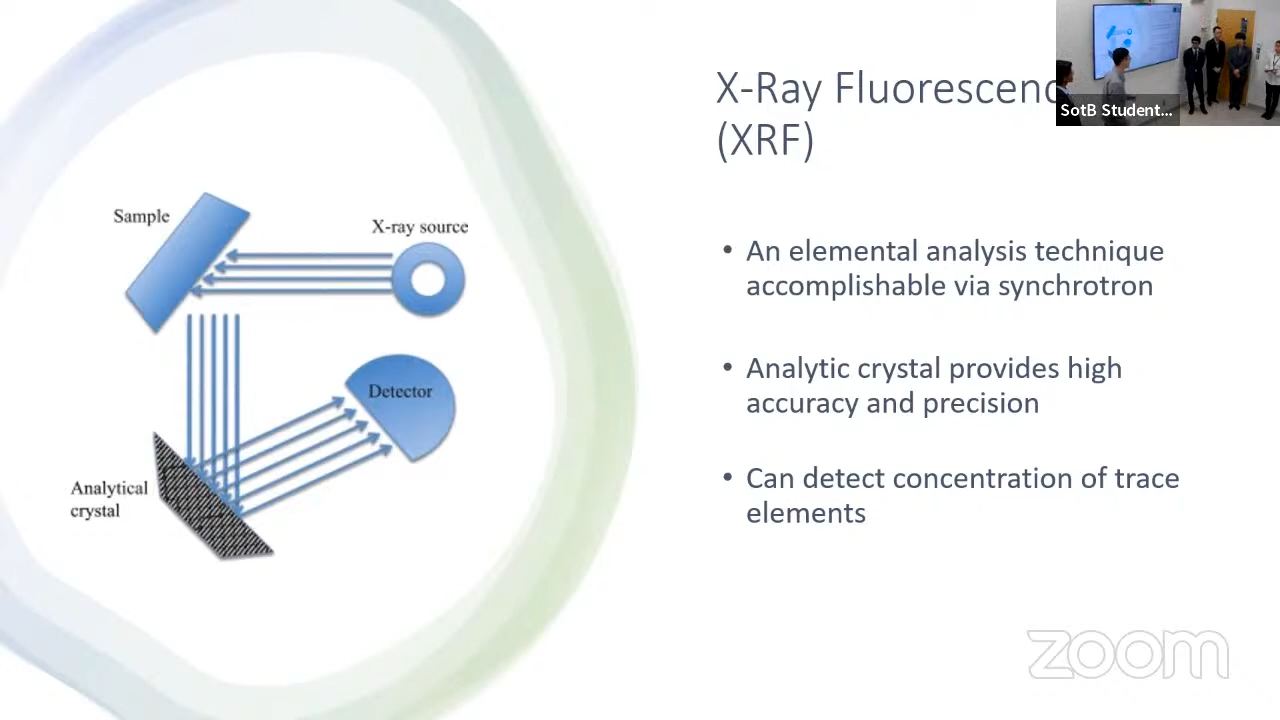 X-Ray Fluorescenc
(XRF)
SotB Student...
Sample
X-ray source
Detector
Analytical
crystal
• An elemental analysis technique
accomplishable via synchrotron
• Analytic crystal provides high
accuracy and precision
• Can detect concentration of trace
elements
zoom